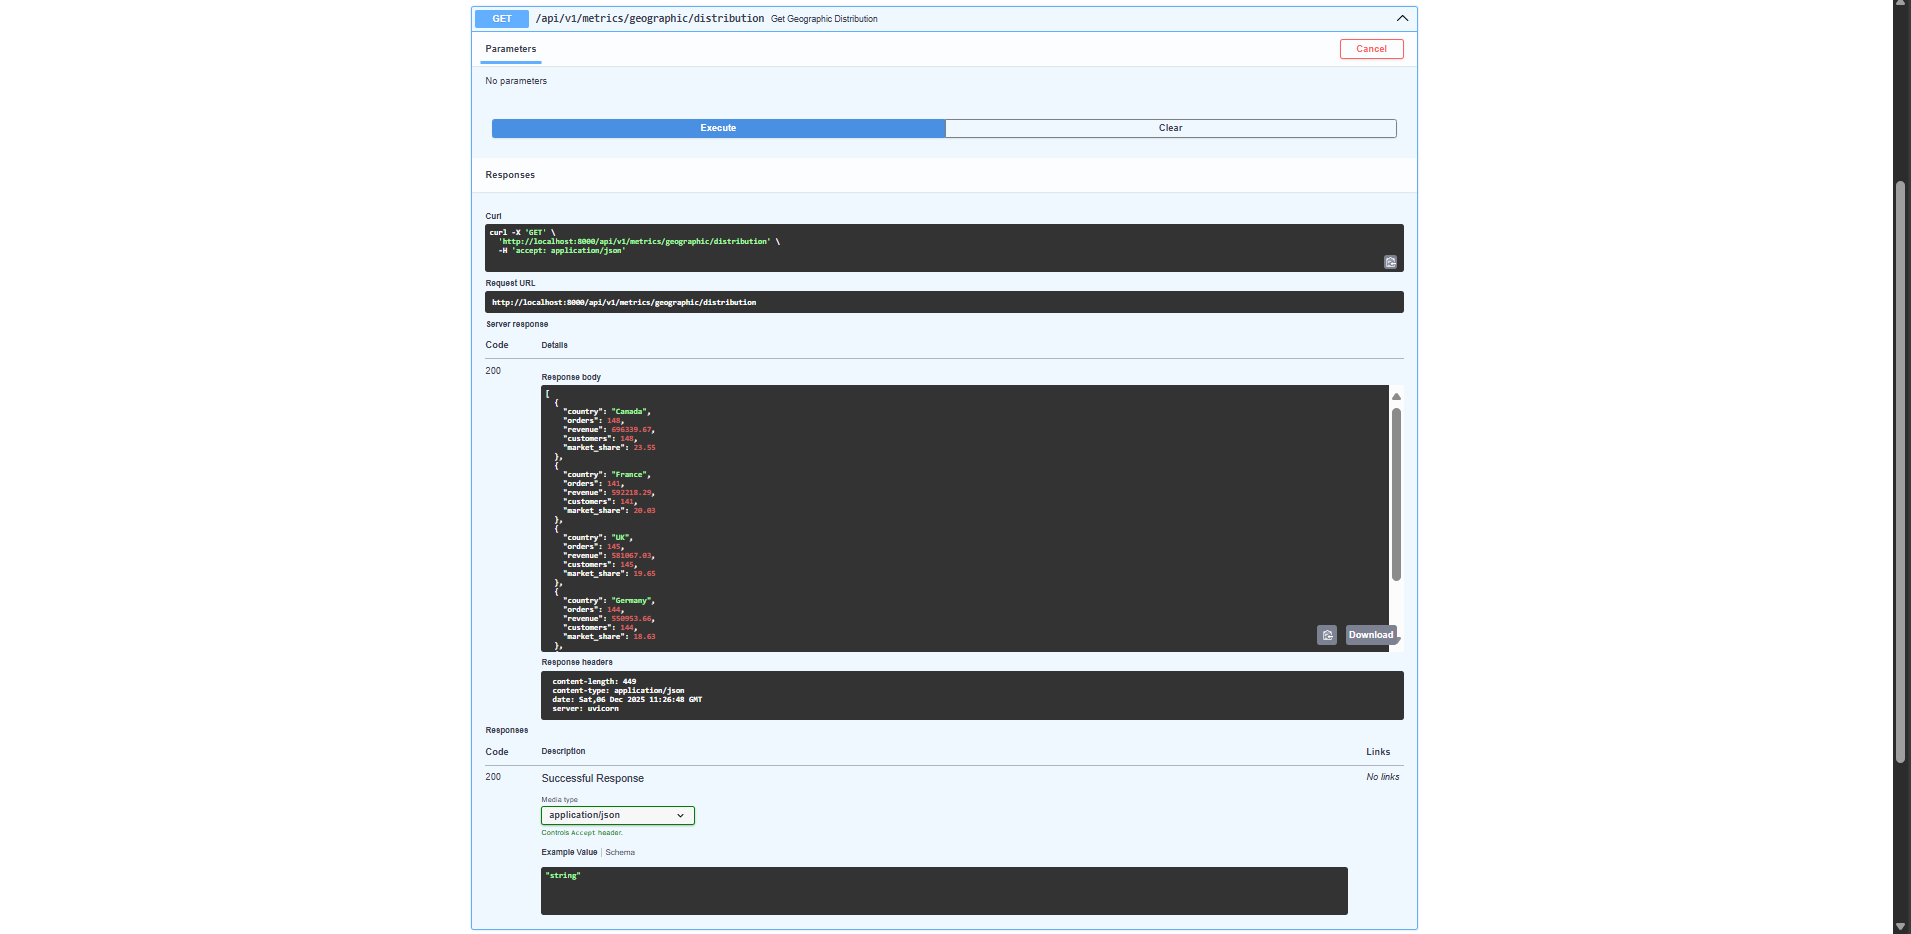 GET /api/v1/metrics/geographic/distribution Get Geographic Distribution
Parameters
Cancel
No parameters
Execute
Clear
Responses
Curl
curl -X 'GET' \
'http://localhost:8000/api/v1/metrics/geographic/distribution' \
-H 'accept: application/json'
Request URL
http://localhost:8000/api/v1/metrics/geographic/distribution
Server response
Code Details
200
Response body
[
{
"country": "Canada",
"orders": 148,
"revenue": 696339.67,
"customers": 148,
"market_share": 23.55
},
{
"country": "France",
"orders": 141,
"revenue": 592218.29,
"customers": 141,
"market_share": 20.03
},
{
"country": "UK",
"orders": 145,
"revenue": 581067.03,
"customers": 145,
"market_share": 19.65
},
{
"country": "Germany",
"orders": 144,
"revenue": 550953.66,
"customers": 144,
"market_share": 18.63
},
Download
Response headers
content-length: 449
content-type: application/json
date: Sat,06 Dec 2025 11:26:48 GMT
server: uvicorn
Responses
Code Description Links
200 Successful Response No links
Media type
application/json
Controls Accept header.
Example Value | Schema
"string"